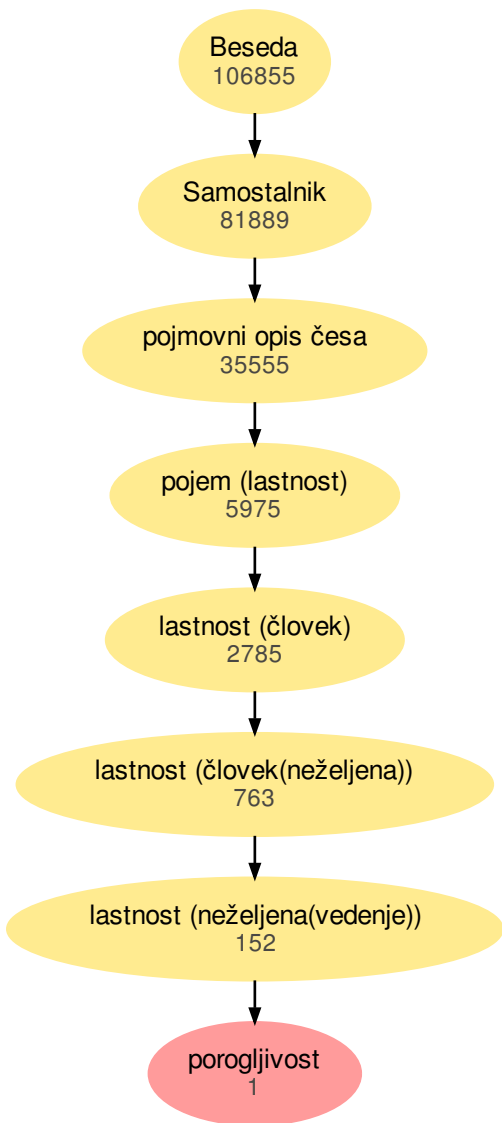 Beseda
106855
Samostalnik
81889
pojmovni opis česa
35555
pojem (lastnost)
5975
lastnost (človek)
2785
lastnost (človek(neželjena))
763
lastnost (neželjena(vedenje))
152
porogljivost
1